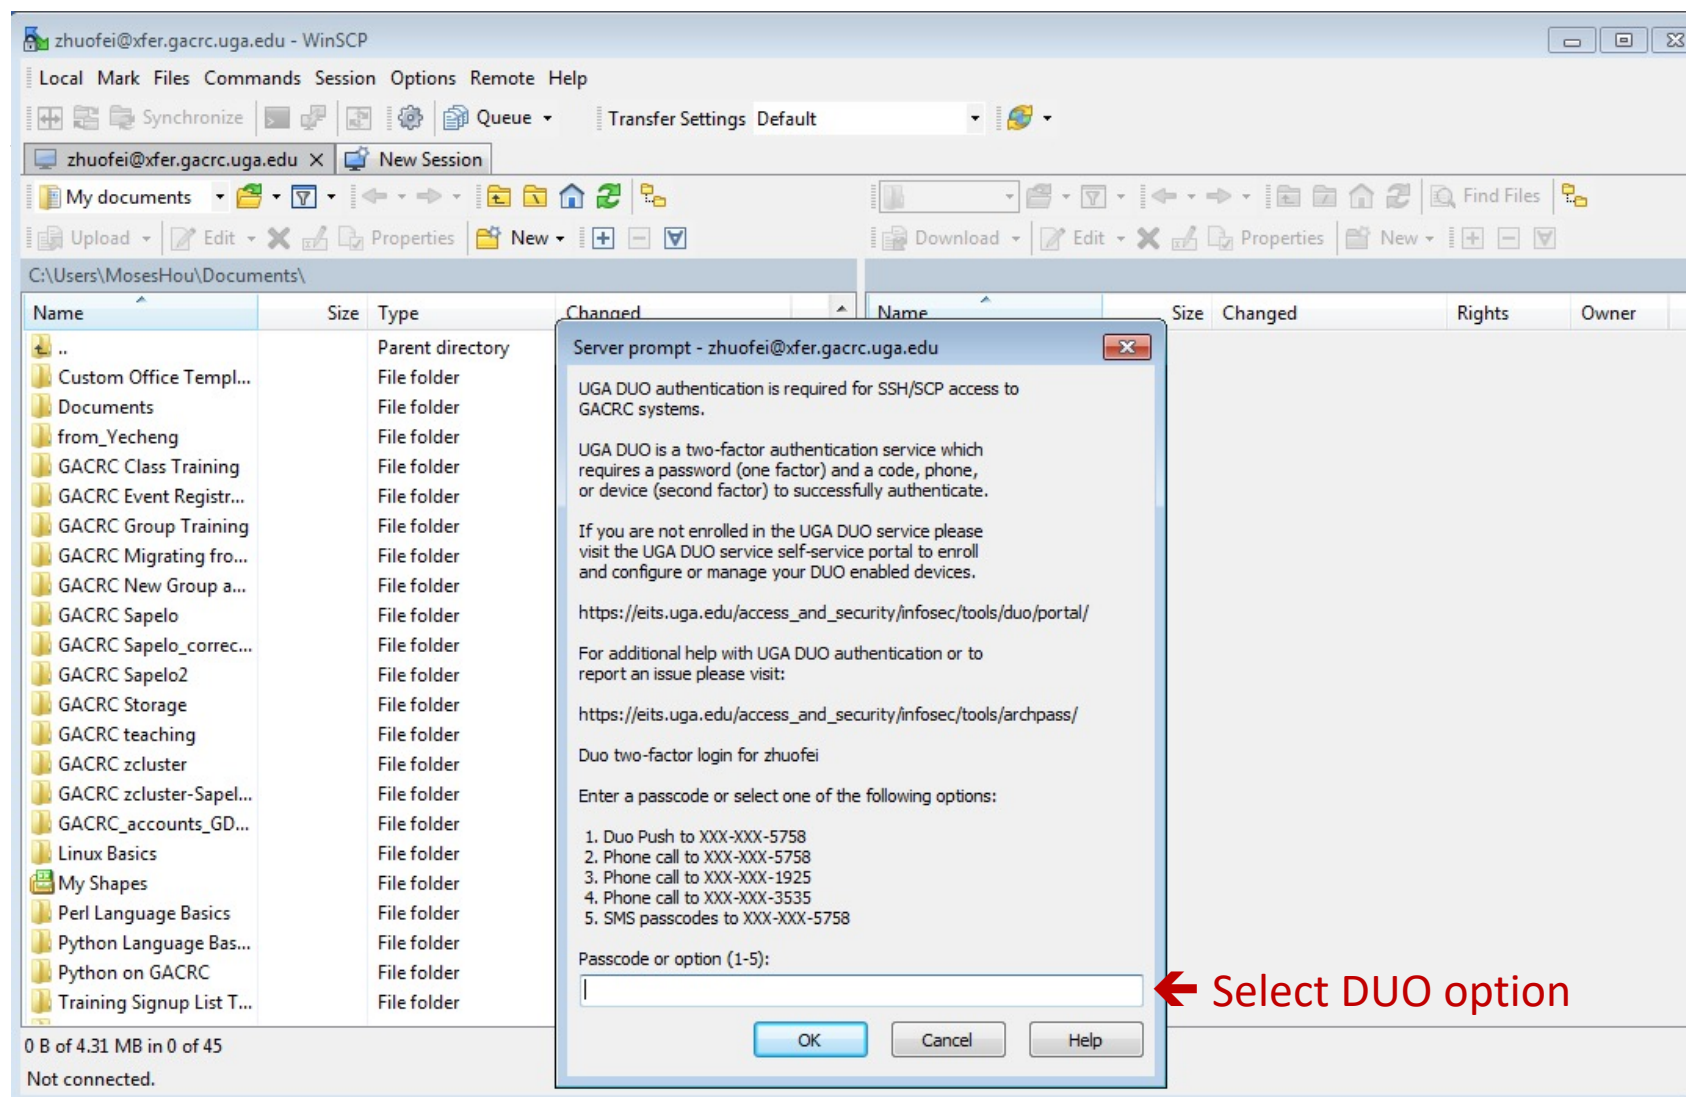 zhuofei@xfer.gacrc.uga.edu - WinSCP
Local Mark Files Commands Session Options Remote Help
Synchronize Queue Transfer Settings Default
zhuofei@xfer.gacrc.uga.edu X New Session
My documents Find Files
Upload Edit Properties New Download Edit Properties New
C:\Users\MosesHou\Documents\
Name Size Type Changed Name Size Changed Rights Owner
.. Parent directory
Custom Office Templ... File folder
Documents File folder
from_Yecheng File folder
GACRC Class Training File folder
GACRC Event Registr... File folder
GACRC Group Training File folder
GACRC Migrating fro... File folder
GACRC New Group a... File folder
GACRC Sapelo File folder
GACRC Sapelo_correc... File folder
GACRC Sapelo2 File folder
GACRC Storage File folder
GACRC teaching File folder
GACRC zcluster File folder
GACRC zcluster-Sapel... File folder
GACRC_accounts_GD... File folder
Linux Basics File folder
My Shapes File folder
Perl Language Basics File folder
Python Language Bas... File folder
Python on GACRC File folder
Training Signup List T... File folder
Server prompt - zhuofei@xfer.gacrc.uga.edu
UGA DUO authentication is required for SSH/SCP access to
GACRC systems.
UGA DUO is a two-factor authentication service which
requires a password (one factor) and a code, phone,
or device (second factor) to successfully authenticate.
If you are not enrolled in the UGA DUO service please
visit the UGA DUO service self-service portal to enroll
and configure or manage your DUO enabled devices.
https://eits.uga.edu/access_and_security/infosec/tools/duo/portal/
For additional help with UGA DUO authentication or to
report an issue please visit:
https://eits.uga.edu/access_and_security/infosec/tools/archpass/
Duo two-factor login for zhuofei
Enter a passcode or select one of the following options:
1. Duo Push to XXX-XXX-5758
2. Phone call to XXX-XXX-5758
3. Phone call to XXX-XXX-1925
4. Phone call to XXX-XXX-3535
5. SMS passcodes to XXX-XXX-5758
Passcode or option (1-5):
Select DUO option
OK Cancel Help
0 B of 4.31 MB in 0 of 45
Not connected.